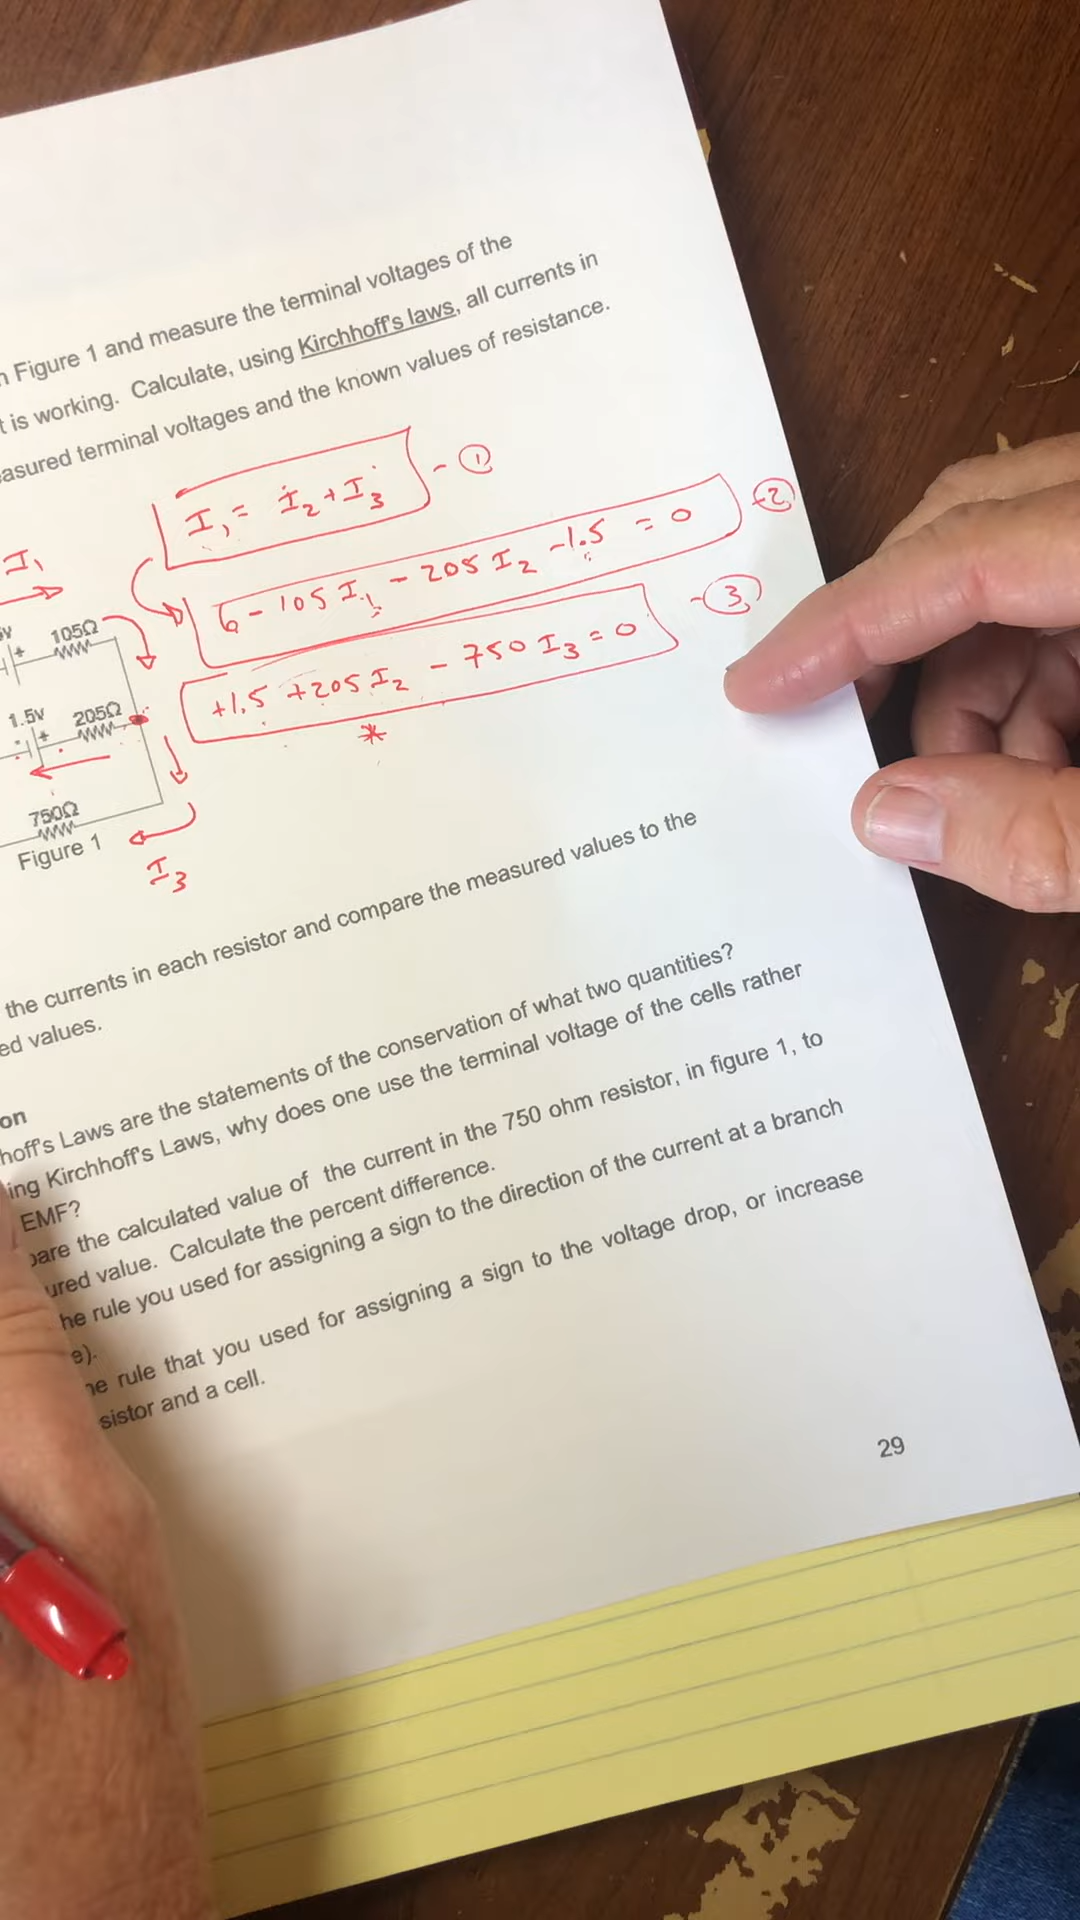 Figure 1 and measure the terminal voltages of the
is working. Calculate, using Kirchhoff's laws, all currents in
asured terminal voltages and the known values of resistance.
I₁ = I₂ + I₃ - ①
6 - 105 I₁ - 205 I₂ - 1.5 = 0 - ②
+1.5 + 205 I₂ - 750 I₃ = 0 - ③
*
I₁
105Ω
1.5V 205Ω
750Ω
Figure 1
I₃
the currents in each resistor and compare the measured values to the
ed values.
on
hoff's Laws are the statements of the conservation of what two quantities?
ing Kirchhoff's Laws, why does one use the terminal voltage of the cells rather
EMF?
pare the calculated value of the current in the 750 ohm resistor, in figure 1, to
ured value. Calculate the percent difference.
he rule you used for assigning a sign to the direction of the current at a branch
e).
he rule that you used for assigning a sign to the voltage drop, or increase
sistor and a cell.
29